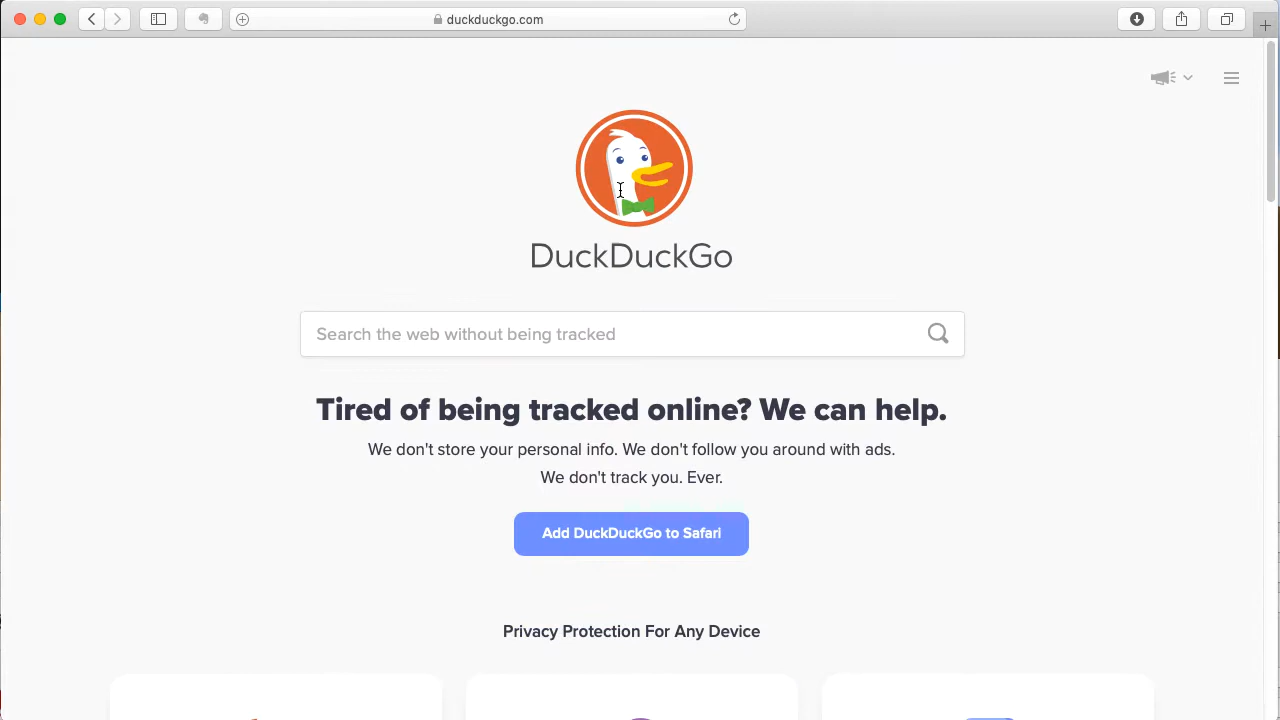 duckduckgo.com
DuckDuckGo
Search the web without being tracked
Tired of being tracked online? We can help.
We don't store your personal info. We don't follow you around with ads.
We don't track you. Ever.
Add DuckDuckGo to Safari
Privacy Protection For Any Device